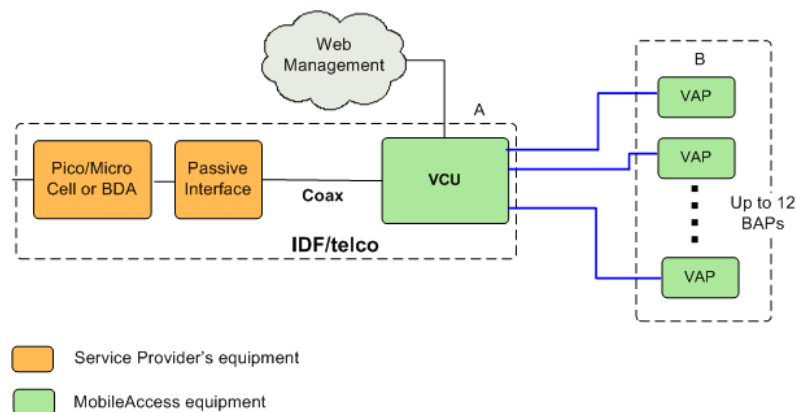 Web
Management
A
B
VAP
Pico/Micro
Cell or BDA
Passive
Interface
Coax
VCU
VAP
Up to 12
BAPs
IDF/telco
VAP
Service Provider's equipment
MobileAccess equipment